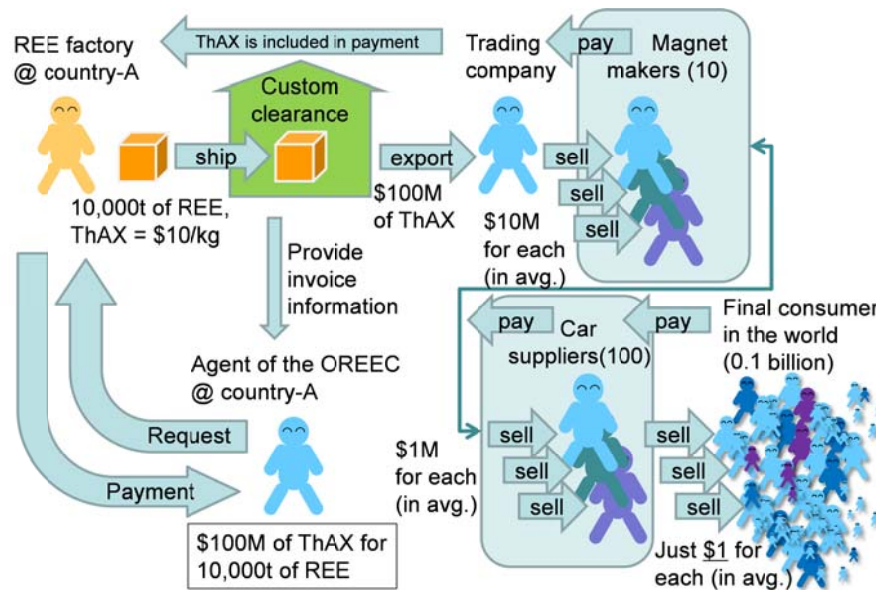 REE factory
@ country-A
ThAX is included in payment
Trading
company
pay
Magnet
makers (10)
Custom
clearance
ship
export
sell
sell
sell
10,000t of REE,
ThAX = $10/kg
$100M
of ThAX
$10M
for each
(in avg.)
Provide
invoice
information
Agent of the OREEC
@ country-A
Request
Payment
$100M of ThAX for
10,000t of REE
pay
Car
suppliers(100)
pay
Final consumer
in the world
(0.1 billion)
$1M
for each
(in avg.)
sell
sell
sell
sell
sell
sell
Just $1 for
each (in avg.)